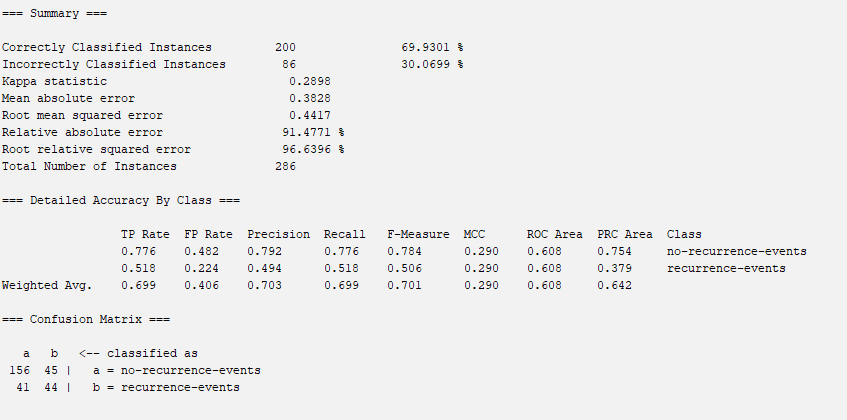 === Summary ===
Correctly Classified Instances 200 69.9301 %
Incorrectly Classified Instances 86 30.0699 %
Kappa statistic 0.2898
Mean absolute error 0.3828
Root mean squared error 0.4417
Relative absolute error 91.4771 %
Root relative squared error 96.6396 %
Total Number of Instances 286
=== Detailed Accuracy By Class ===
TP Rate FP Rate Precision Recall F-Measure MCC ROC Area PRC Area Class
0.776 0.482 0.792 0.776 0.784 0.290 0.608 0.754 no-recurrence-events
0.518 0.224 0.494 0.518 0.506 0.290 0.608 0.379 recurrence-events
Weighted Avg. 0.699 0.406 0.703 0.699 0.701 0.290 0.608 0.642
=== Confusion Matrix ===
a b <-- classified as
156 45 | a = no-recurrence-events
41 44 | b = recurrence-events